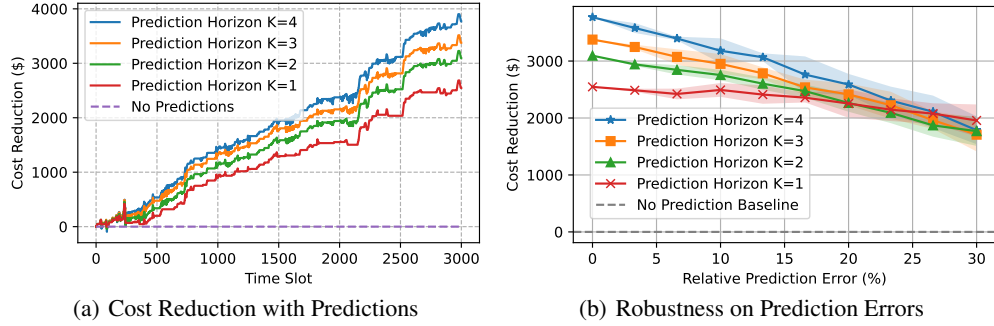 4000
3000
2000
1000
0
Cost Reduction ($)
Prediction Horizon K=4
Prediction Horizon K=3
Prediction Horizon K=2
Prediction Horizon K=1
No Predictions
0 500 1000 1500 2000 2500 3000
Time Slot
(a) Cost Reduction with Predictions
3000
2000
1000
0
Cost Reduction ($)
Prediction Horizon K=4
Prediction Horizon K=3
Prediction Horizon K=2
Prediction Horizon K=1
No Prediction Baseline
0 5 10 15 20 25 30
Relative Prediction Error (%)
(b) Robustness on Prediction Errors